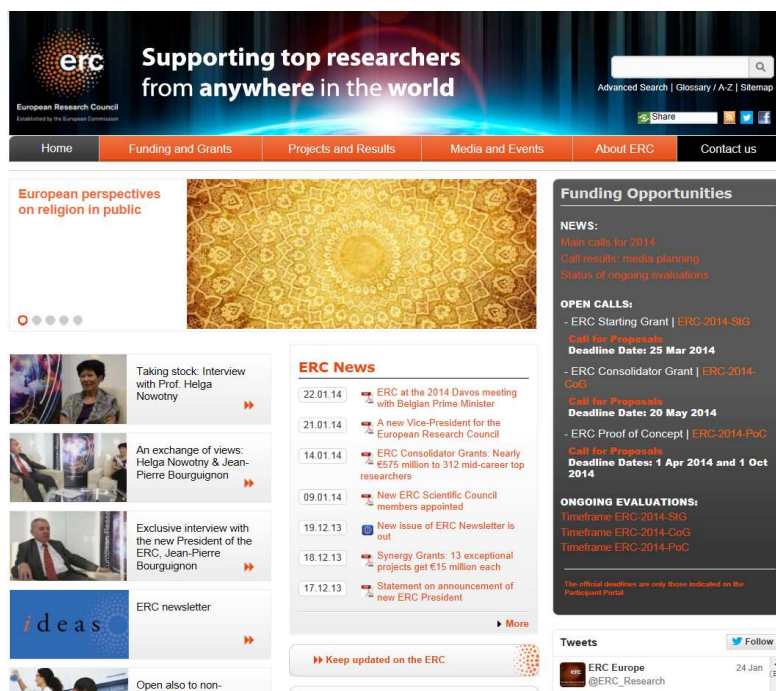 erc
European Research Council
Established by the European Commission
Supporting top researchers
from anywhere in the world
Advanced Search | Glossary / A-Z | Sitemap
Share
Home
Funding and Grants
Projects and Results
Media and Events
About ERC
Contact us
European perspectives
on religion in public
Taking stock: Interview
with Prof. Helga
Nowotny
An exchange of views:
Helga Nowotny & Jean-
Pierre Bourguignon
Exclusive interview with
the new President of the
ERC, Jean-Pierre
Bourguignon
ideas
ERC newsletter
Open also to non-
ERC News
22.01.14 ERC at the 2014 Davos meeting
with Belgian Prime Minister
21.01.14 A new Vice-President for the
European Research Council
14.01.14 ERC Consolidator Grants: Nearly
€575 million to 312 mid-career top
researchers
09.01.14 New ERC Scientific Council
members appointed
19.12.13 New issue of ERC Newsletter is
out
18.12.13 Synergy Grants: 13 exceptional
projects get €15 million each
17.12.13 Statement on announcement of
new ERC President
More
Keep updated on the ERC
Funding Opportunities
NEWS:
Main calls for 2014
Call results: media planning
Status of ongoing evaluations
OPEN CALLS:
- ERC Starting Grant | ERC-2014-StG
Call for Proposals
Deadline Date: 25 Mar 2014
- ERC Consolidator Grant | ERC-2014-
CoG
Call for Proposals
Deadline Date: 20 May 2014
- ERC Proof of Concept | ERC-2014-PoC
Call for Proposals
Deadline Dates: 1 Apr 2014 and 1 Oct
2014
ONGOING EVALUATIONS:
Timeframe ERC-2014-StG
Timeframe ERC-2014-CoG
Timeframe ERC-2014-PoC
The official deadlines are only those indicated on the
Participant Portal
Tweets
Follow
ERC Europe 24 Jan
@ERC_Research